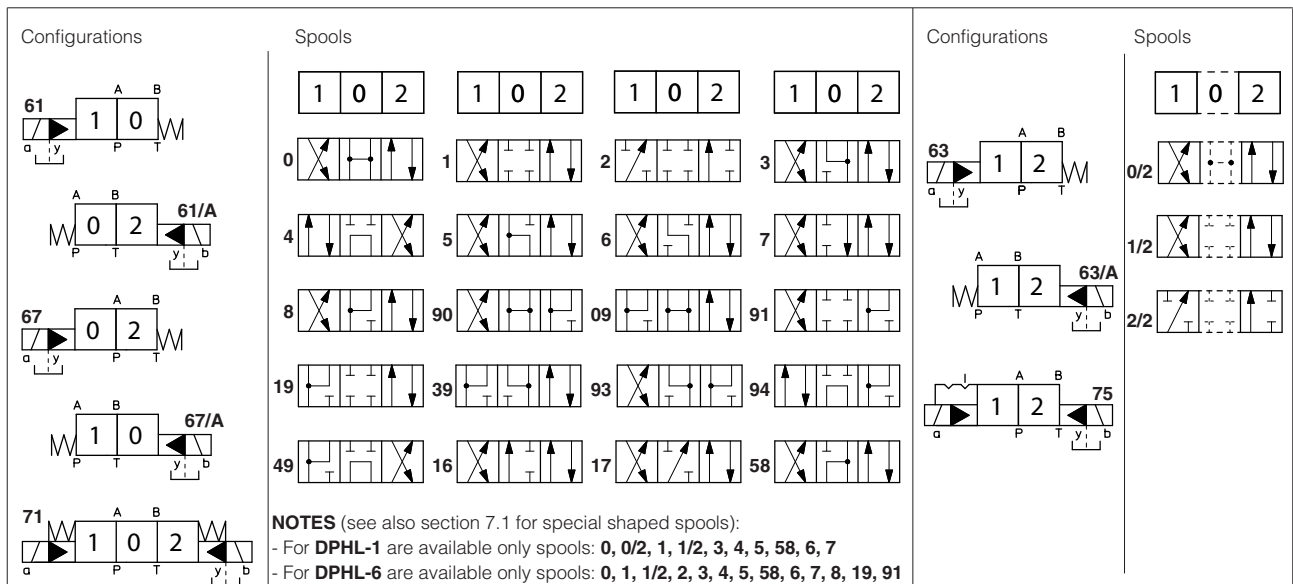 Configurations
Spools
Configurations
Spools
1 0 2
1 0 2
1 0 2
1 0 2
1 0 2
61
A B
1 0
a y P T
A B
61/A
0 2
P T y b
67
0 2
a y P T
A B
67/A
1 0
P T y b
71
A B
1 0 2
a P T y b
0 1 2 3
4 5 6 7
8 90 09 91
19 39 93 94
49 16 17 58
NOTES (see also section 7.1 for special shaped spools):
- For DPHL-1 are available only spools: 0, 0/2, 1, 1/2, 3, 4, 5, 58, 6, 7
- For DPHL-6 are available only spools: 0, 1, 1/2, 2, 3, 4, 5, 58, 6, 7, 8, 19, 91
63
A B
1 2
a y P T
A B
63/A
1 2
P T y b
A B
75
1 2
a P T y b
0/2
1/2
2/2